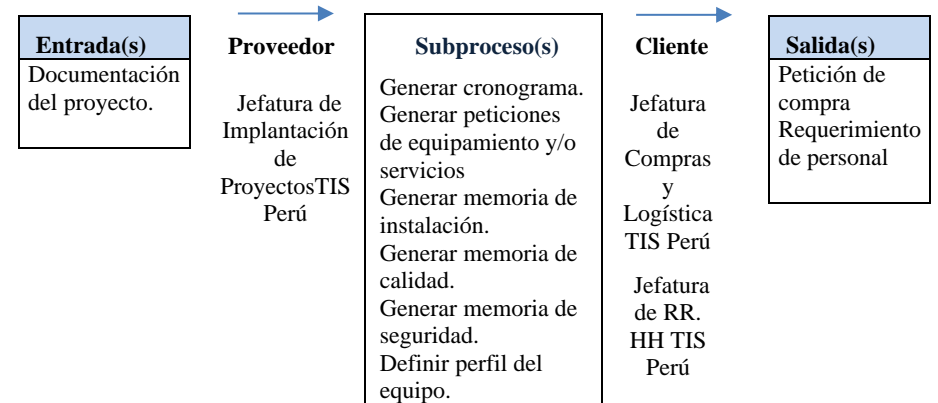 Entrada(s)
Documentación
del proyecto.
Proveedor
Jefatura de
Implantación
de
ProyectosTIS
Perú
Subproceso(s)
Generar cronograma.
Generar peticiones
de equipamiento y/o
servicios
Generar memoria de
instalación.
Generar memoria de
calidad.
Generar memoria de
seguridad.
Definir perfil del
equipo.
Cliente
Jefatura
de
Compras
y
Logística
TIS Perú
Jefatura
de RR.
HH TIS
Perú
Salida(s)
Petición de
compra
Requerimiento
de personal